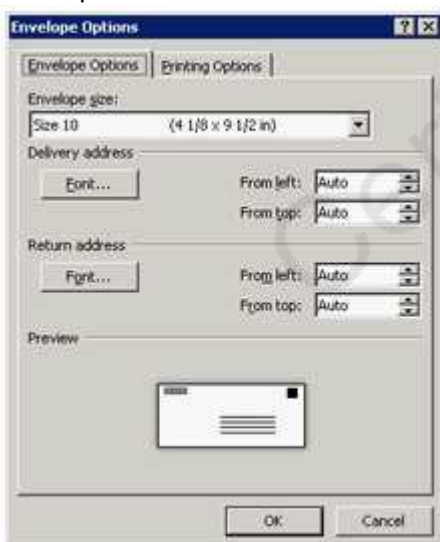 Envelope Options
Envelope Options Printing Options
Envelope size:
Size 10 (4 1/8 x 9 1/2 in)
Delivery address
Font... From left: Auto
From top: Auto
Return address
Font... From left: Auto
From top: Auto
Preview
OK Cancel